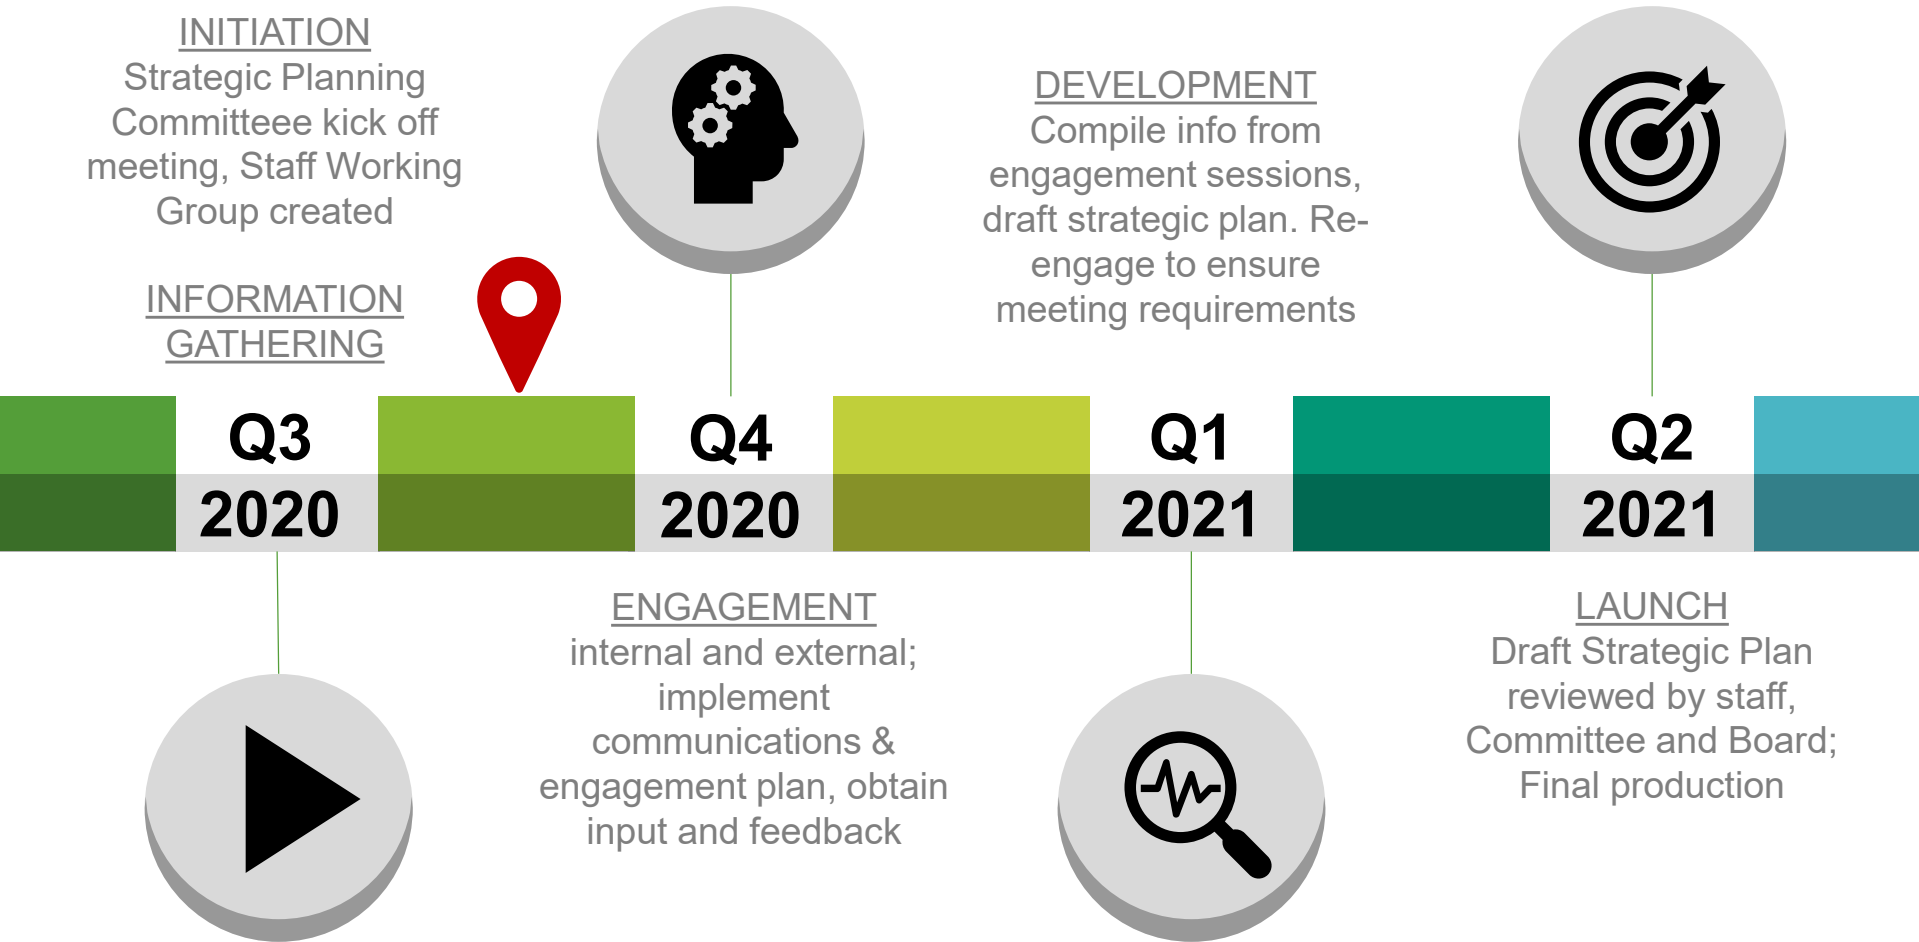 INITIATION
Strategic Planning
Committeee kick off
meeting, Staff Working
Group created
INFORMATION
GATHERING
DEVELOPMENT
Compile info from
engagement sessions,
draft strategic plan. Re-
engage to ensure
meeting requirements
Q3
2020
Q4
2020
Q1
2021
Q2
2021
ENGAGEMENT
internal and external;
implement
communications &
engagement plan, obtain
input and feedback
LAUNCH
Draft Strategic Plan
reviewed by staff,
Committee and Board;
Final production